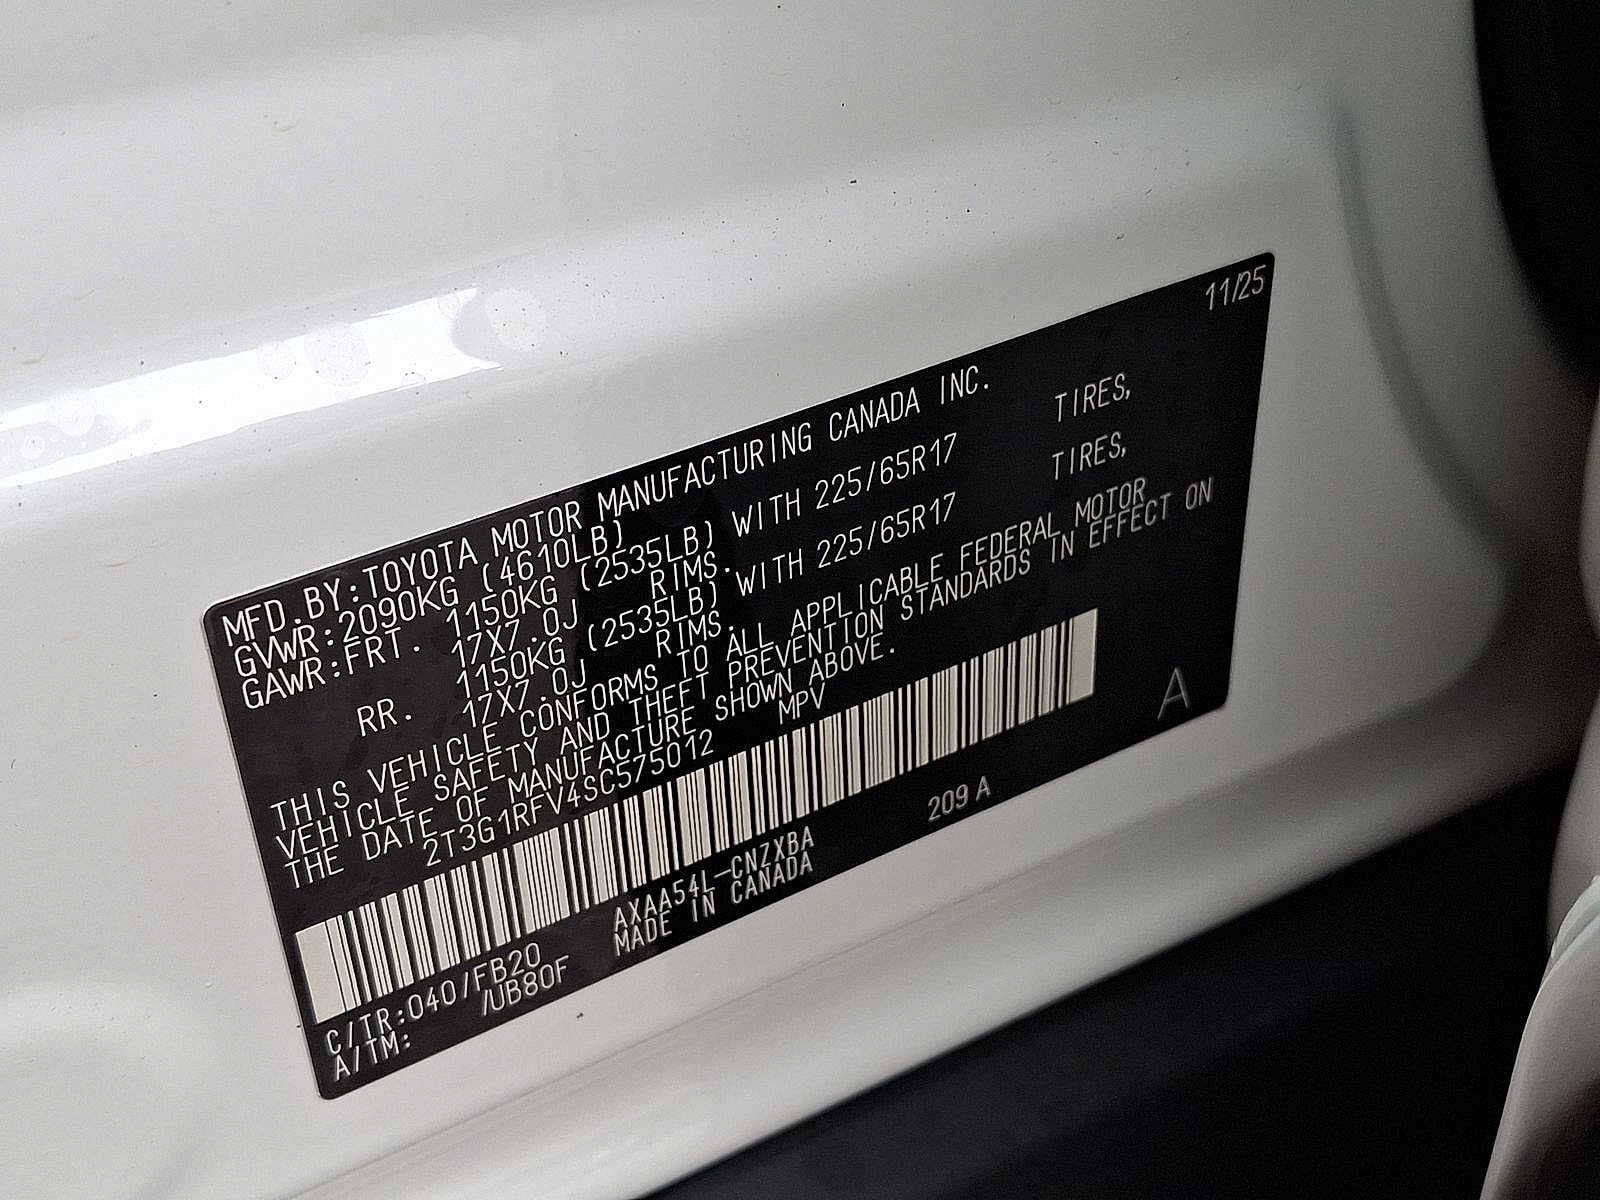 11/25
MFD.BY:TOYOTA MOTOR MANUFACTURING CANADA INC.
GVWR:2090KG (4610LB)
GAWR:FRT. 1150KG (2535LB) WITH 225/65R17 TIRES,
17X7.0J RIMS.
RR. 1150KG (2535LB) WITH 225/65R17 TIRES,
17X7.0J RIMS.
THIS VEHICLE CONFORMS TO ALL APPLICABLE FEDERAL MOTOR
VEHICLE SAFETY AND THEFT PREVENTION STANDARDS IN EFFECT ON
THE DATE OF MANUFACTURE SHOWN ABOVE.
2T3G1RFV4SC575012 MPV
A
C/TR:040/FB20 AXAA54L-CNZXBA 209 A
A/TM: /UB80F MADE IN CANADA